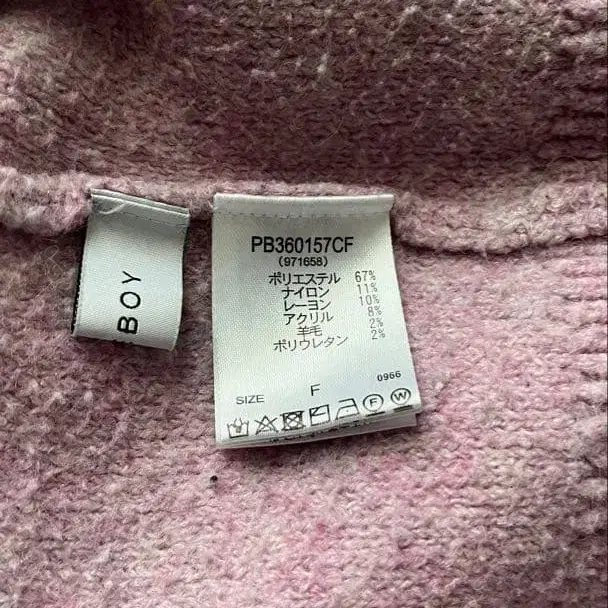 BOY
PB360157CF
(971658)
ポリエステル 67%
ナイロン 11%
レーヨン 10%
アクリル 8%
羊毛 2%
ポリウレタン 2%
0966
SIZE F
F W